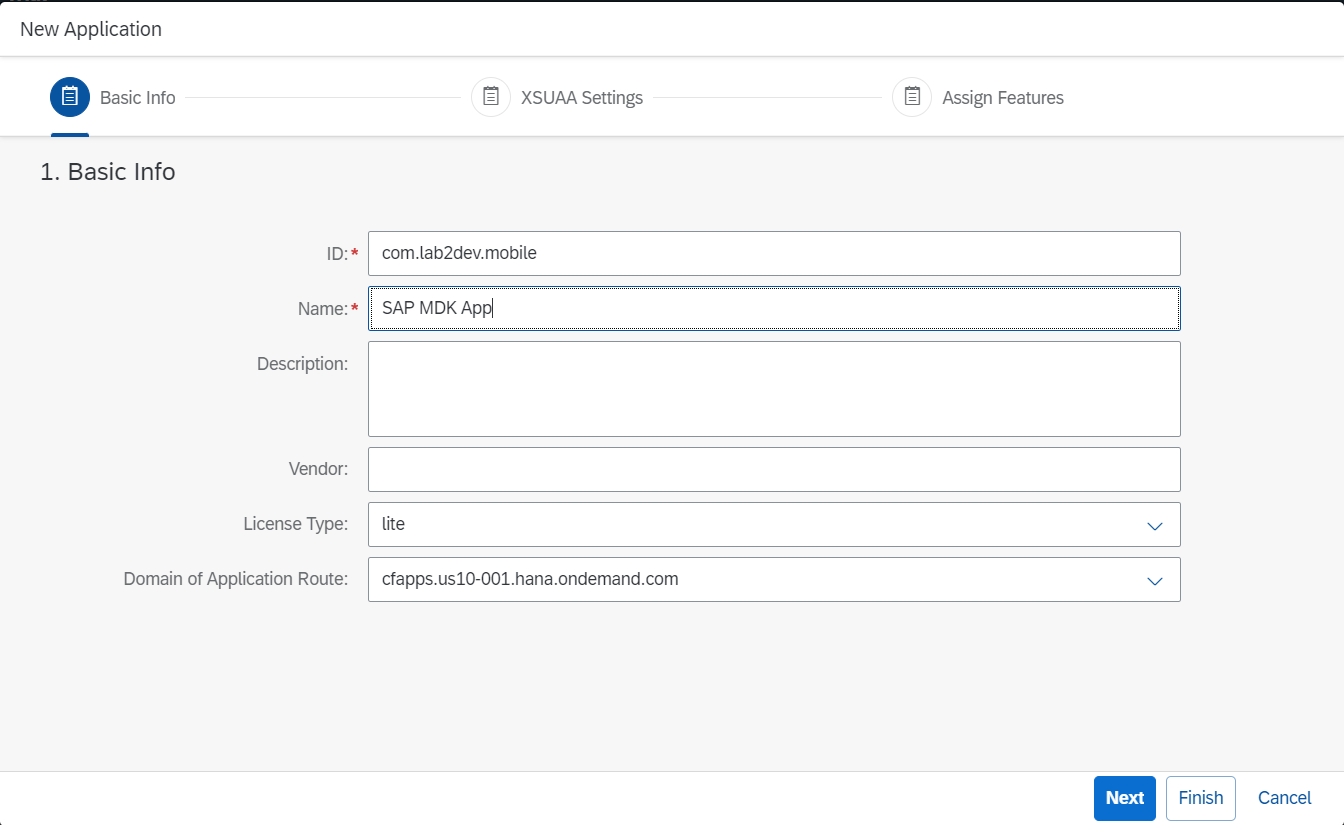 New Application
Basic Info
XSUAA Settings
Assign Features
1. Basic Info
ID:* com.lab2dev.mobile
Name:* SAP MDK App
Description:
Vendor:
License Type: lite
Domain of Application Route: cfapps.us10-001.hana.ondemand.com
Next Finish Cancel